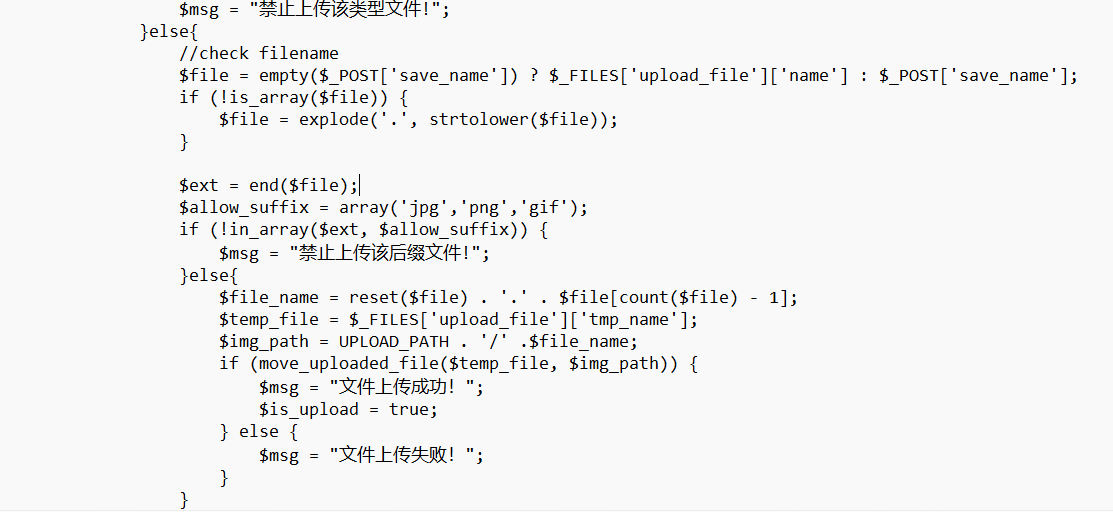 $msg = "禁止上传该类型文件!";
}else{
//check filename
$file = empty($_POST['save_name']) ? $_FILES['upload_file']['name'] : $_POST['save_name'];
if (!is_array($file)) {
$file = explode('.', strtolower($file));
}
$ext = end($file);
$allow_suffix = array('jpg','png','gif');
if (!in_array($ext, $allow_suffix)) {
$msg = "禁止上传该后缀文件!";
}else{
$file_name = reset($file) . '.' . $file[count($file) - 1];
$temp_file = $_FILES['upload_file']['tmp_name'];
$img_path = UPLOAD_PATH . '/' .$file_name;
if (move_uploaded_file($temp_file, $img_path)) {
$msg = "文件上传成功！";
$is_upload = true;
} else {
$msg = "文件上传失败！";
}
}